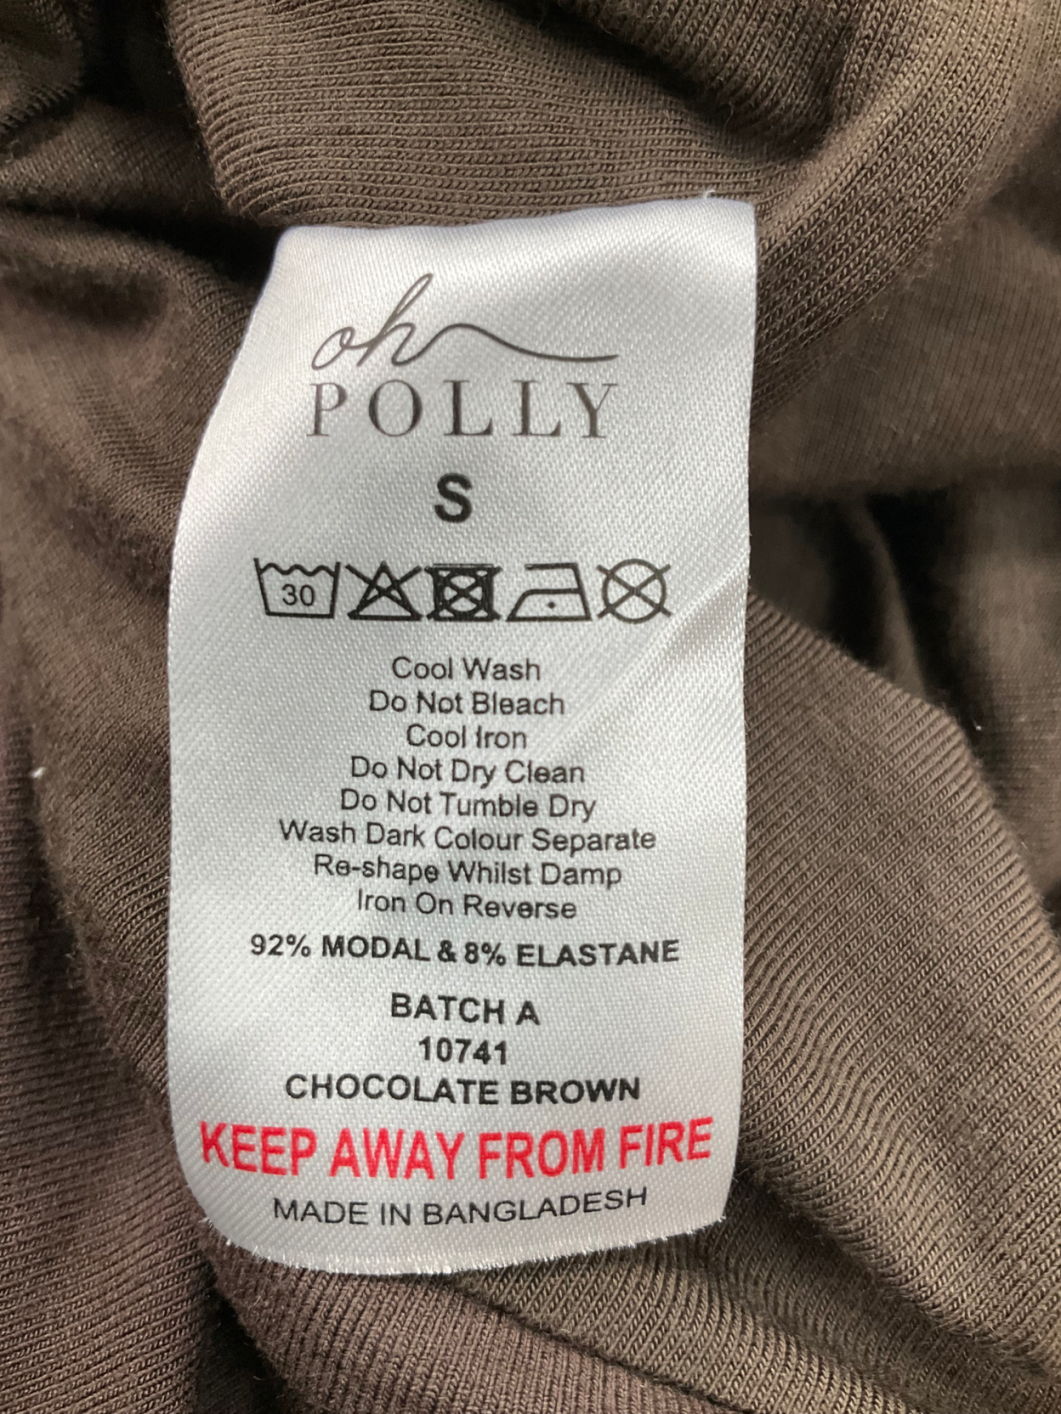 oh
POLLY
S
30
Cool Wash
Do Not Bleach
Cool Iron
Do Not Dry Clean
Do Not Tumble Dry
Wash Dark Colour Separate
Re-shape Whilst Damp
Iron On Reverse
92% MODAL & 8% ELASTANE
BATCH A
10741
CHOCOLATE BROWN
KEEP AWAY FROM FIRE
MADE IN BANGLADESH